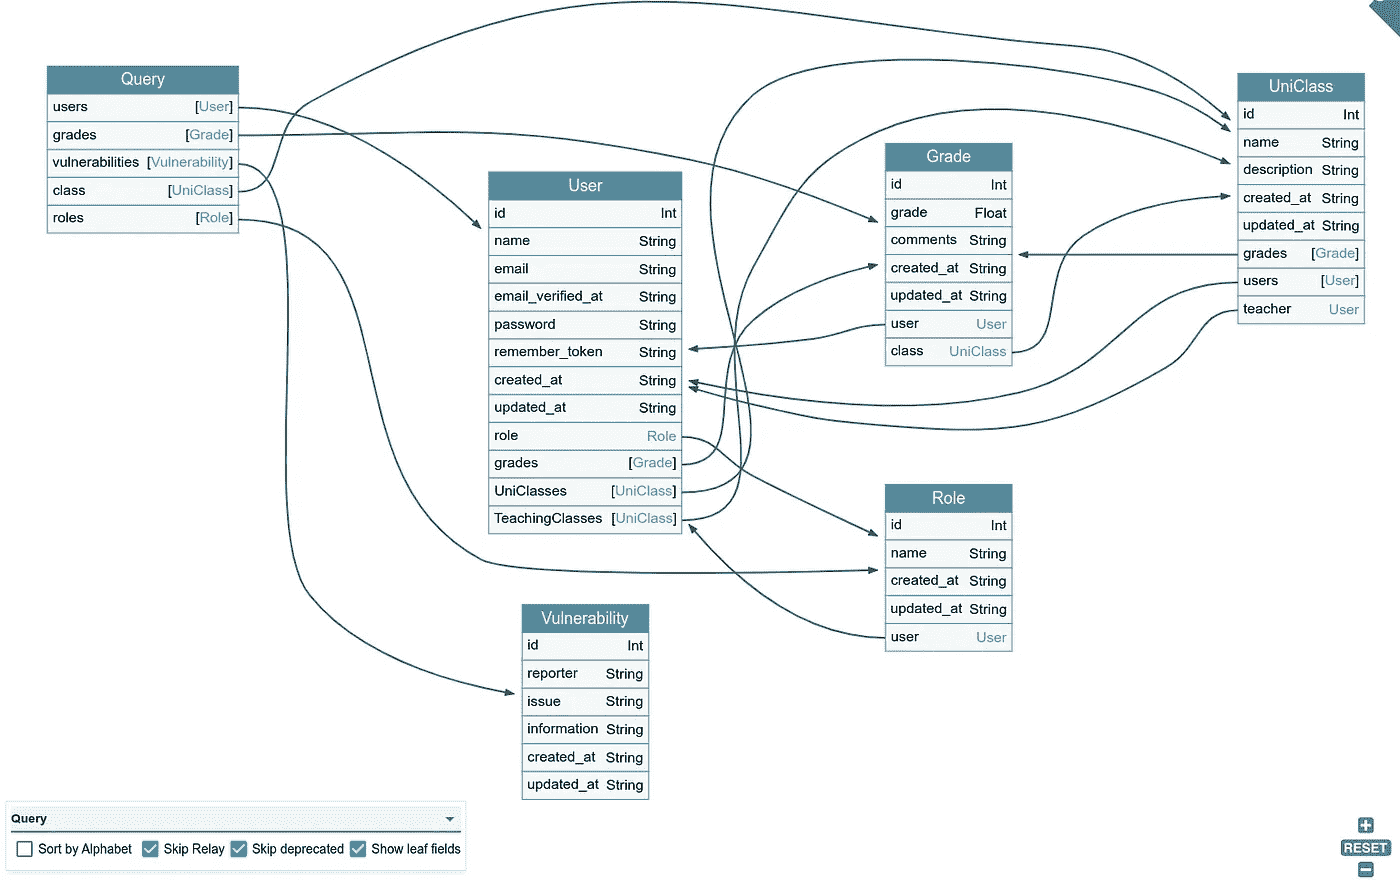 Query
users [User]
grades [Grade]
vulnerabilities [Vulnerability]
class [UniClass]
roles [Role]
User
id Int
name String
email String
email_verified_at String
password String
remember_token String
created_at String
updated_at String
role Role
grades [Grade]
UniClasses [UniClass]
TeachingClasses [UniClass]
Vulnerability
id Int
reporter String
issue String
information String
created_at String
updated_at String
Grade
id Int
grade Float
comments String
created_at String
updated_at String
user User
class UniClass
Role
id Int
name String
created_at String
updated_at String
user User
UniClass
id Int
name String
description String
created_at String
updated_at String
grades [Grade]
users [User]
teacher User
Query
Sort by Alphabet Skip Relay Skip deprecated Show leaf fields
RESET